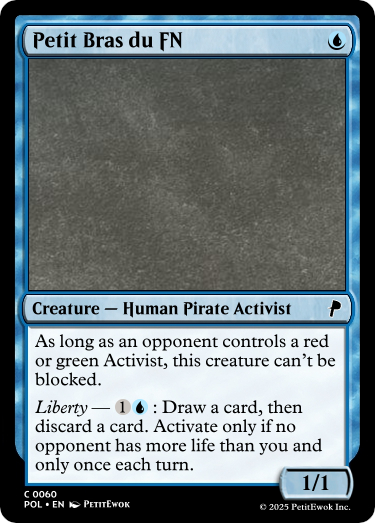 Petit Bras du FN
Creature — Human Pirate Activist
As long as an opponent controls a red
or green Activist, this creature can't be
blocked.
Liberty — 1 : Draw a card, then
discard a card. Activate only if no
opponent has more life than you and
only once each turn.
1/1
C 0060
POL • EN PetitEwok
© 2025 PetitEwok Inc.